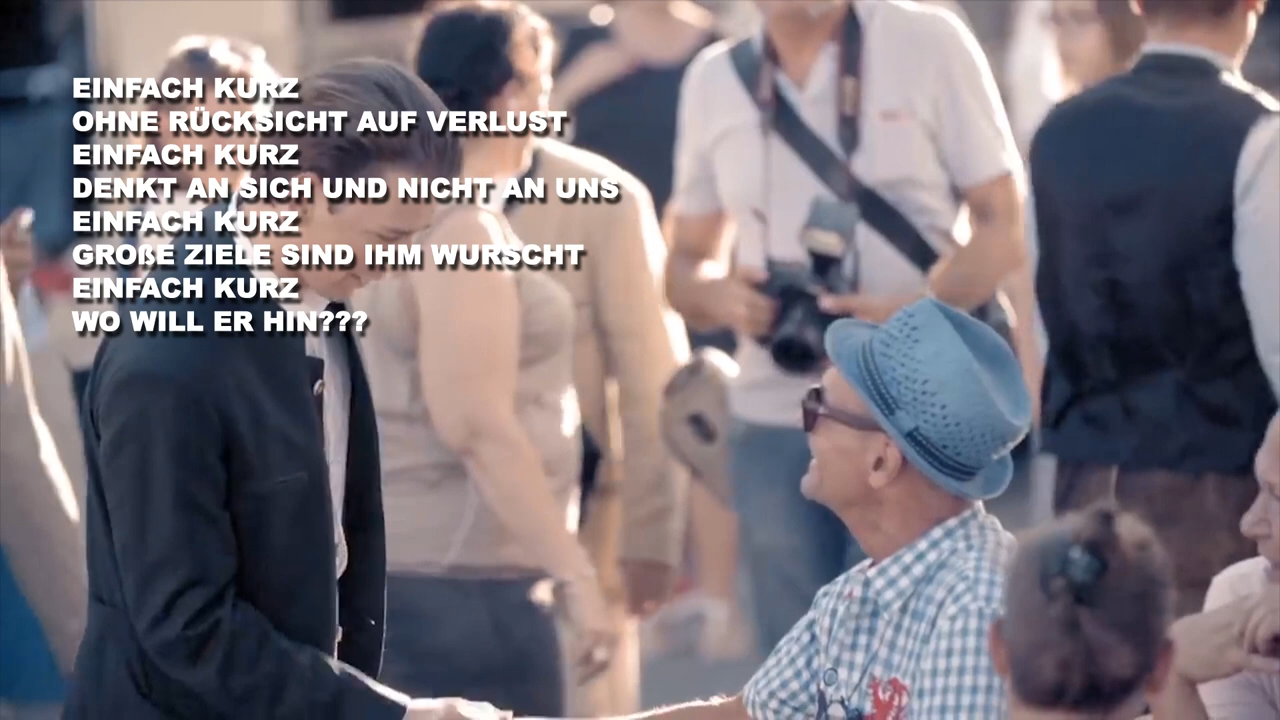 EINFACH KURZ
OHNE RÜCKSICHT AUF VERLUST
EINFACH KURZ
DENKT AN SICH UND NICHT AN UNS
EINFACH KURZ
GROßE ZIELE SIND IHM WURSCHT
EINFACH KURZ
WO WILL ER HIN???